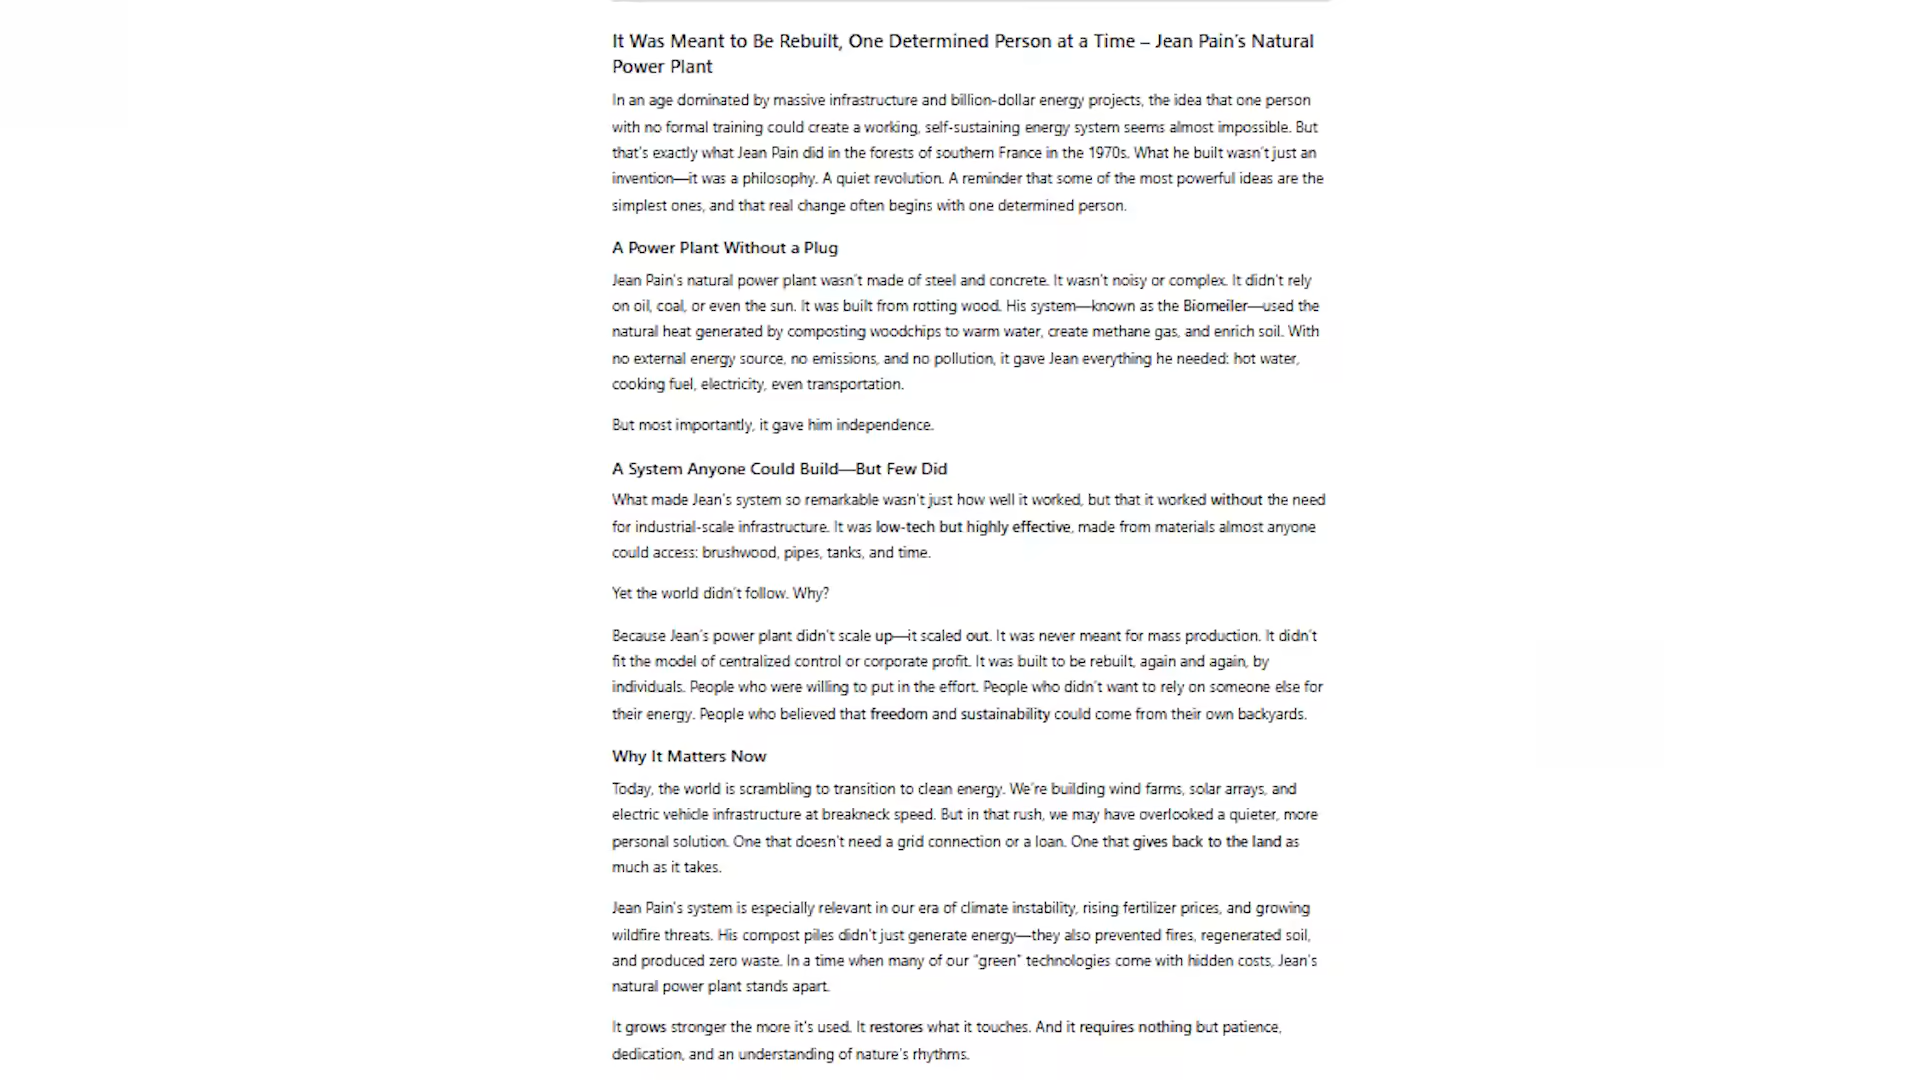 It Was Meant to Be Rebuilt, One Determined Person at a Time – Jean Pain's Natural
Power Plant
In an age dominated by massive infrastructure and billion-dollar energy projects, the idea that one person
with no formal training could create a working, self-sustaining energy system seems almost impossible. But
that's exactly what Jean Pain did in the forests of southern France in the 1970s. What he built wasn't just an
invention—it was a philosophy. A quiet revolution. A reminder that some of the most powerful ideas are the
simplest ones, and that real change often begins with one determined person.
A Power Plant Without a Plug
Jean Pain's natural power plant wasn't made of steel and concrete. It wasn't noisy or complex. It didn't rely
on oil, coal, or even the sun. It was built from rotting wood. His system—known as the Biomeiler—used the
natural heat generated by composting woodchips to warm water, create methane gas, and enrich soil. With
no external energy source, no emissions, and no pollution, it gave Jean everything he needed: hot water,
cooking fuel, electricity, even transportation.
But most importantly, it gave him independence.
A System Anyone Could Build—But Few Did
What made Jean's system so remarkable wasn't just how well it worked, but that it worked without the need
for industrial-scale infrastructure. It was low-tech but highly effective, made from materials almost anyone
could access: brushwood, pipes, tanks, and time.
Yet the world didn't follow. Why?
Because Jean's power plant didn't scale up—it scaled out. It was never meant for mass production. It didn't
fit the model of centralized control or corporate profit. It was built to be rebuilt, again and again, by
individuals. People who were willing to put in the effort. People who didn't want to rely on someone else for
their energy. People who believed that freedom and sustainability could come from their own backyards.
Why It Matters Now
Today, the world is scrambling to transition to clean energy. We're building wind farms, solar arrays, and
electric vehicle infrastructure at breakneck speed. But in that rush, we may have overlooked a quieter, more
personal solution. One that doesn't need a grid connection or a loan. One that gives back to the land as
much as it takes.
Jean Pain's system is especially relevant in our era of climate instability, rising fertilizer prices, and growing
wildfire threats. His compost piles didn't just generate energy—they also prevented fires, regenerated soil,
and produced zero waste. In a time when many of our "green" technologies come with hidden costs, Jean's
natural power plant stands apart.
It grows stronger the more it's used. It restores what it touches. And it requires nothing but patience,
dedication, and an understanding of nature's rhythms.